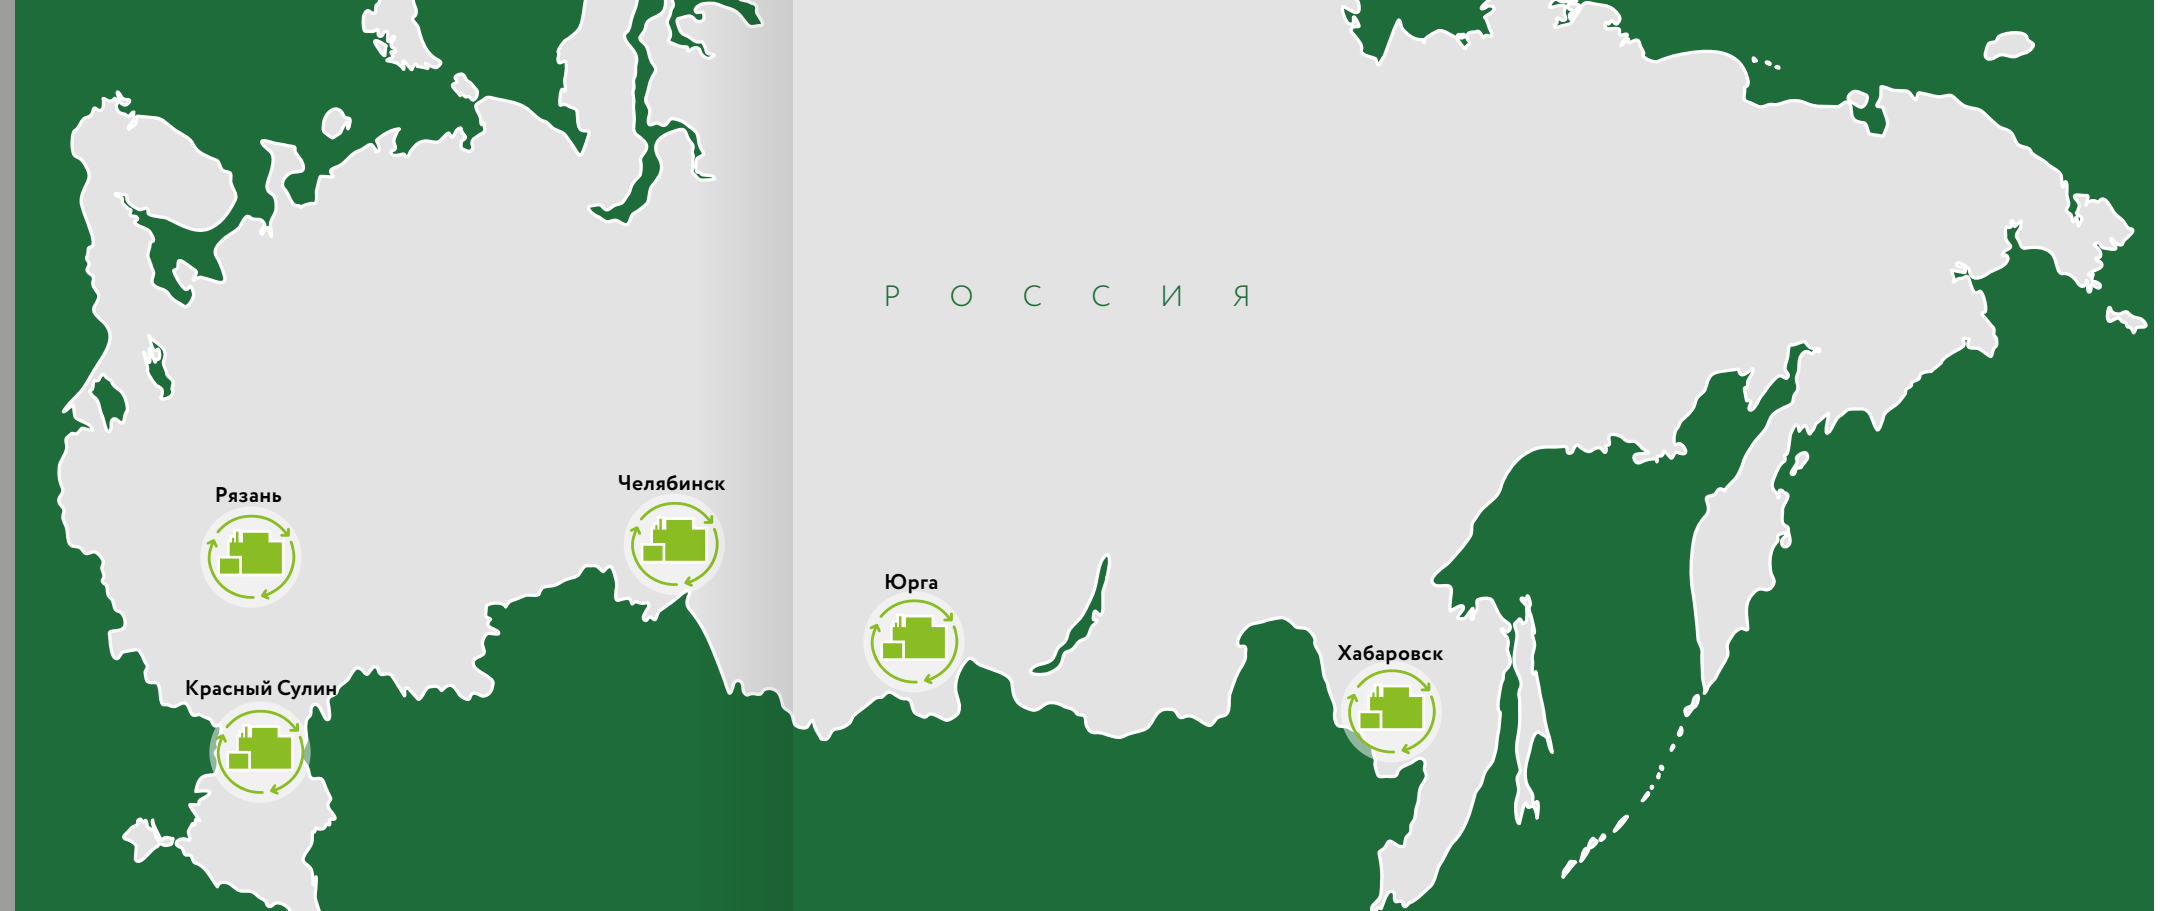 Р О С С И Я
Челябинск
Рязань
Юрга
Хабаровск
Красный Сулин